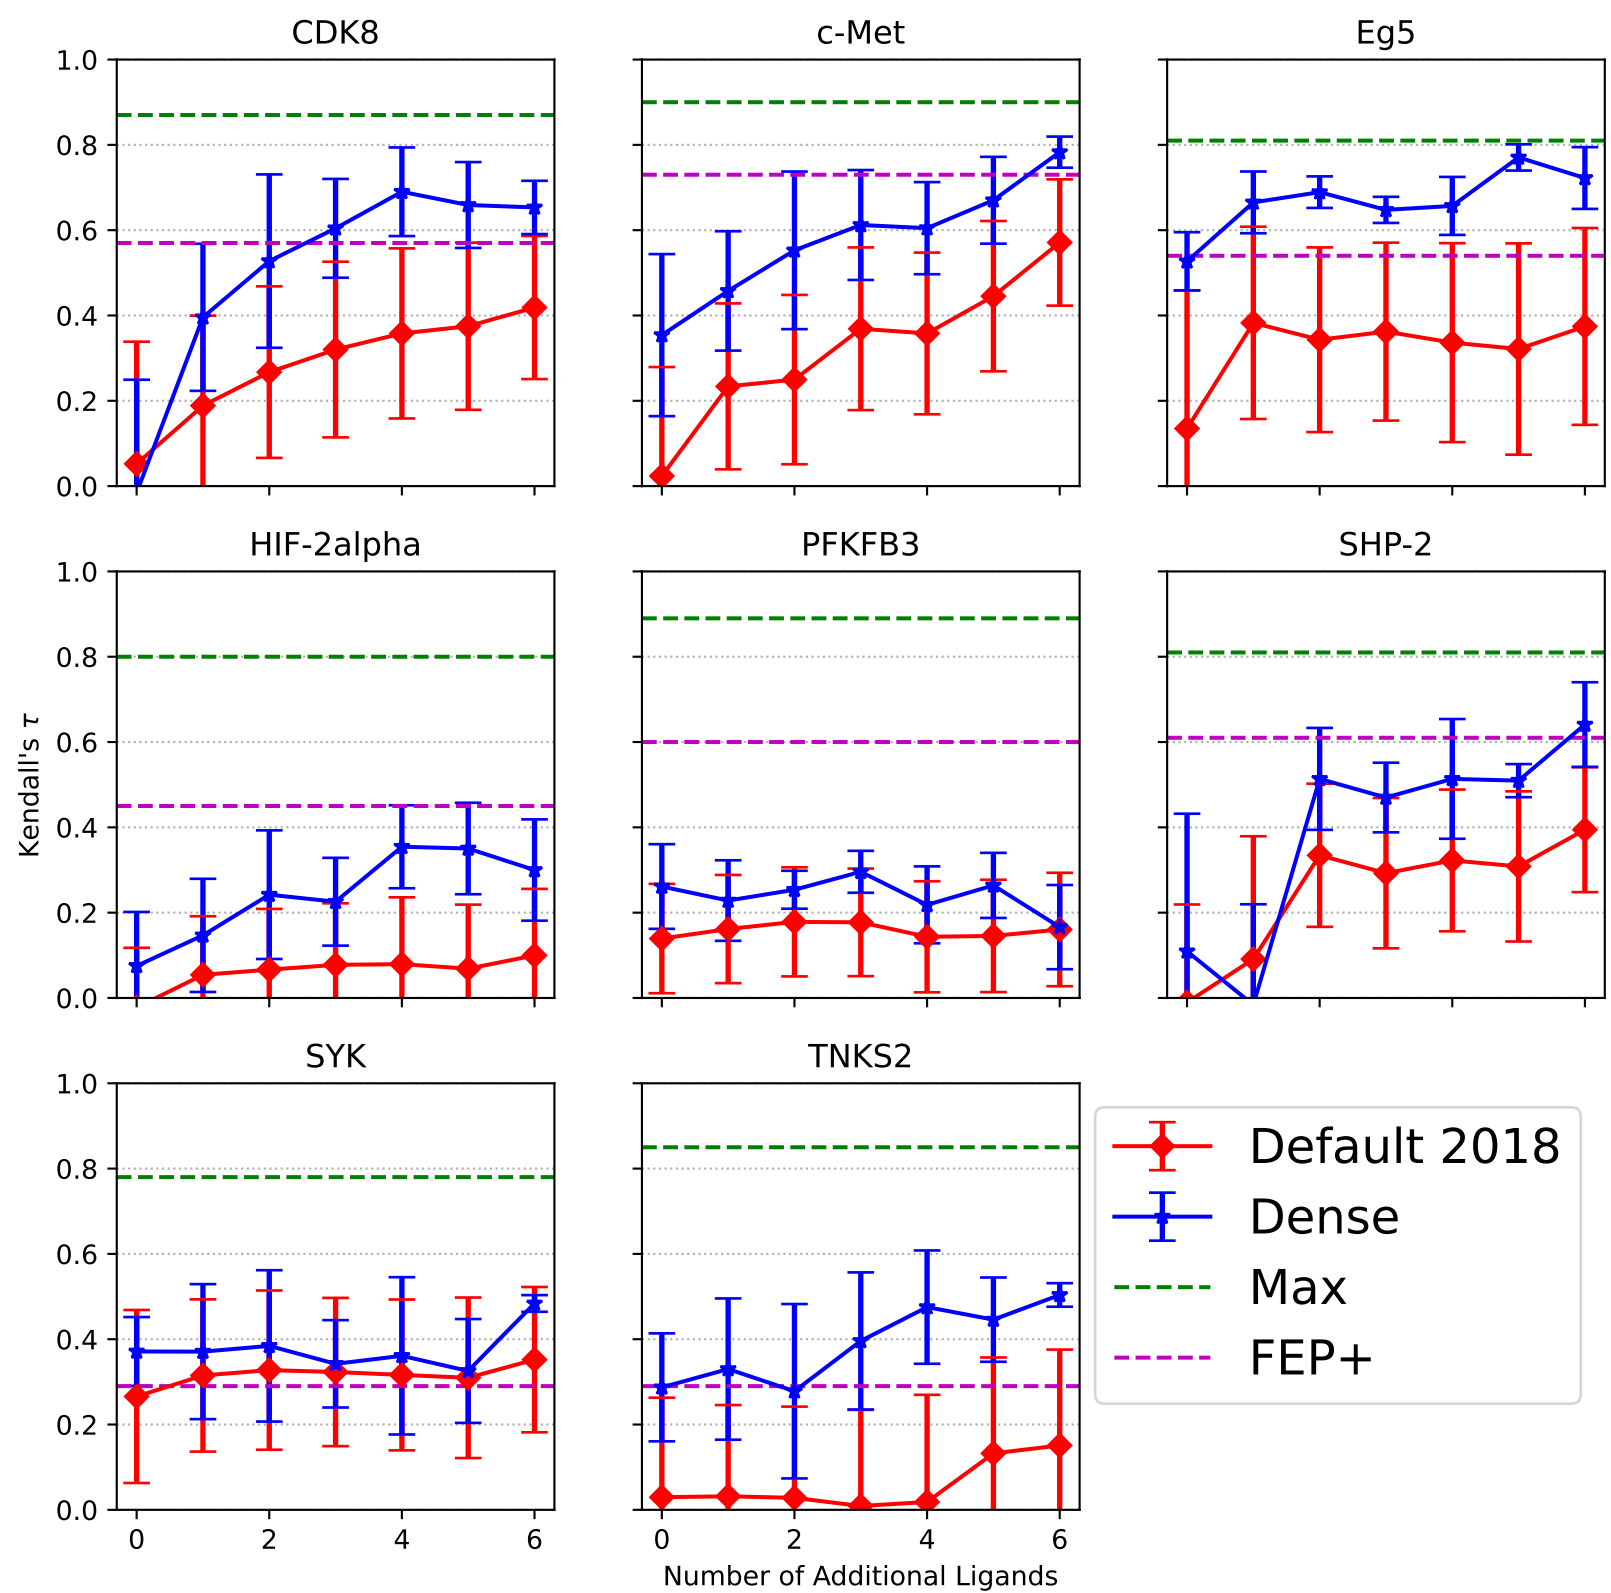 CDK8
c-Met
Eg5
1.0
0.8
0.6
0.4
0.2
0.0
HIF-2alpha
PFKFB3
SHP-2
1.0
0.8
0.6
0.4
0.2
0.0
Kendall's τ
SYK
TNKS2
1.0
0.8
0.6
0.4
0.2
0.0
0 2 4 6
0 2 4 6
Number of Additional Ligands
Default 2018
Dense
Max
FEP+